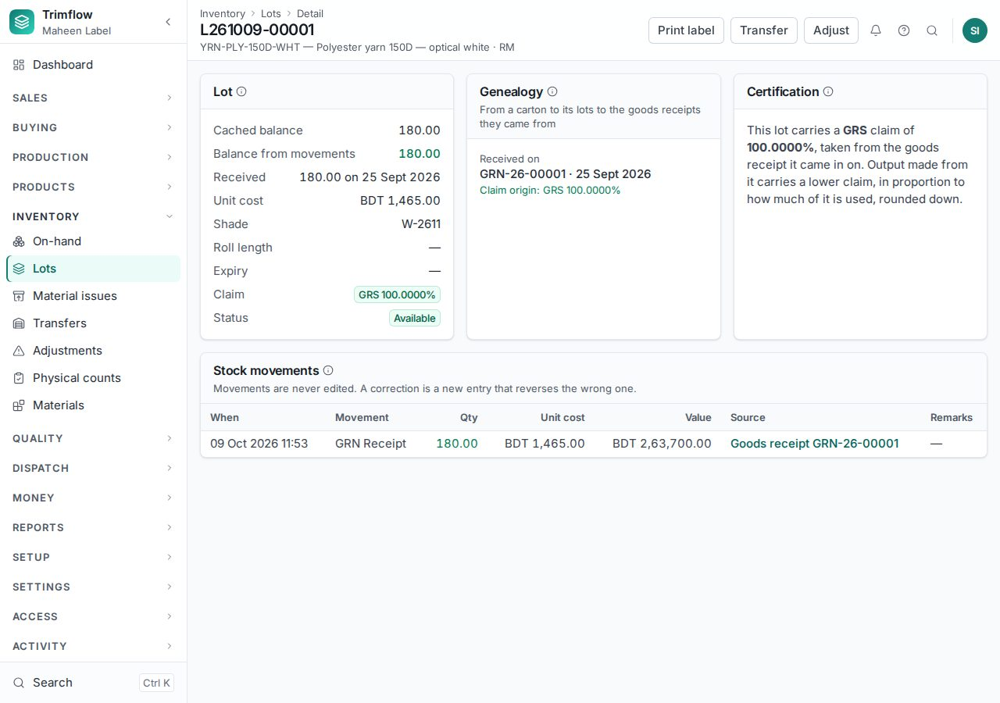 Trimflow
Maheen Label
Dashboard
SALES
BUYING
PRODUCTION
PRODUCTS
INVENTORY
On-hand
Lots
Material issues
Transfers
Adjustments
Physical counts
Materials
QUALITY
DISPATCH
MONEY
REPORTS
SETUP
SETTINGS
ACCESS
ACTIVITY
Search Ctrl K
Inventory Lots Detail
L261009-00001
YRN-PLY-150D-WHT — Polyester yarn 150D — optical white · RM
Print label Transfer Adjust SI
Lot
Cached balance 180.00
Balance from movements 180.00
Received 180.00 on 25 Sept 2026
Unit cost BDT 1,465.00
Shade W-2611
Roll length —
Expiry —
Claim GRS 100.0000%
Status Available
Genealogy
From a carton to its lots to the goods receipts
they came from
Received on
GRN-26-00001 · 25 Sept 2026
Claim origin: GRS 100.0000%
Certification
This lot carries a GRS claim of
100.0000%, taken from the goods
receipt it came in on. Output made from
it carries a lower claim, in proportion to
how much of it is used, rounded down.
Stock movements
Movements are never edited. A correction is a new entry that reverses the wrong one.
When Movement Qty Unit cost Value Source Remarks
09 Oct 2026 11:53 GRN Receipt 180.00 BDT 1,465.00 BDT 2,63,700.00 Goods receipt GRN-26-00001 —